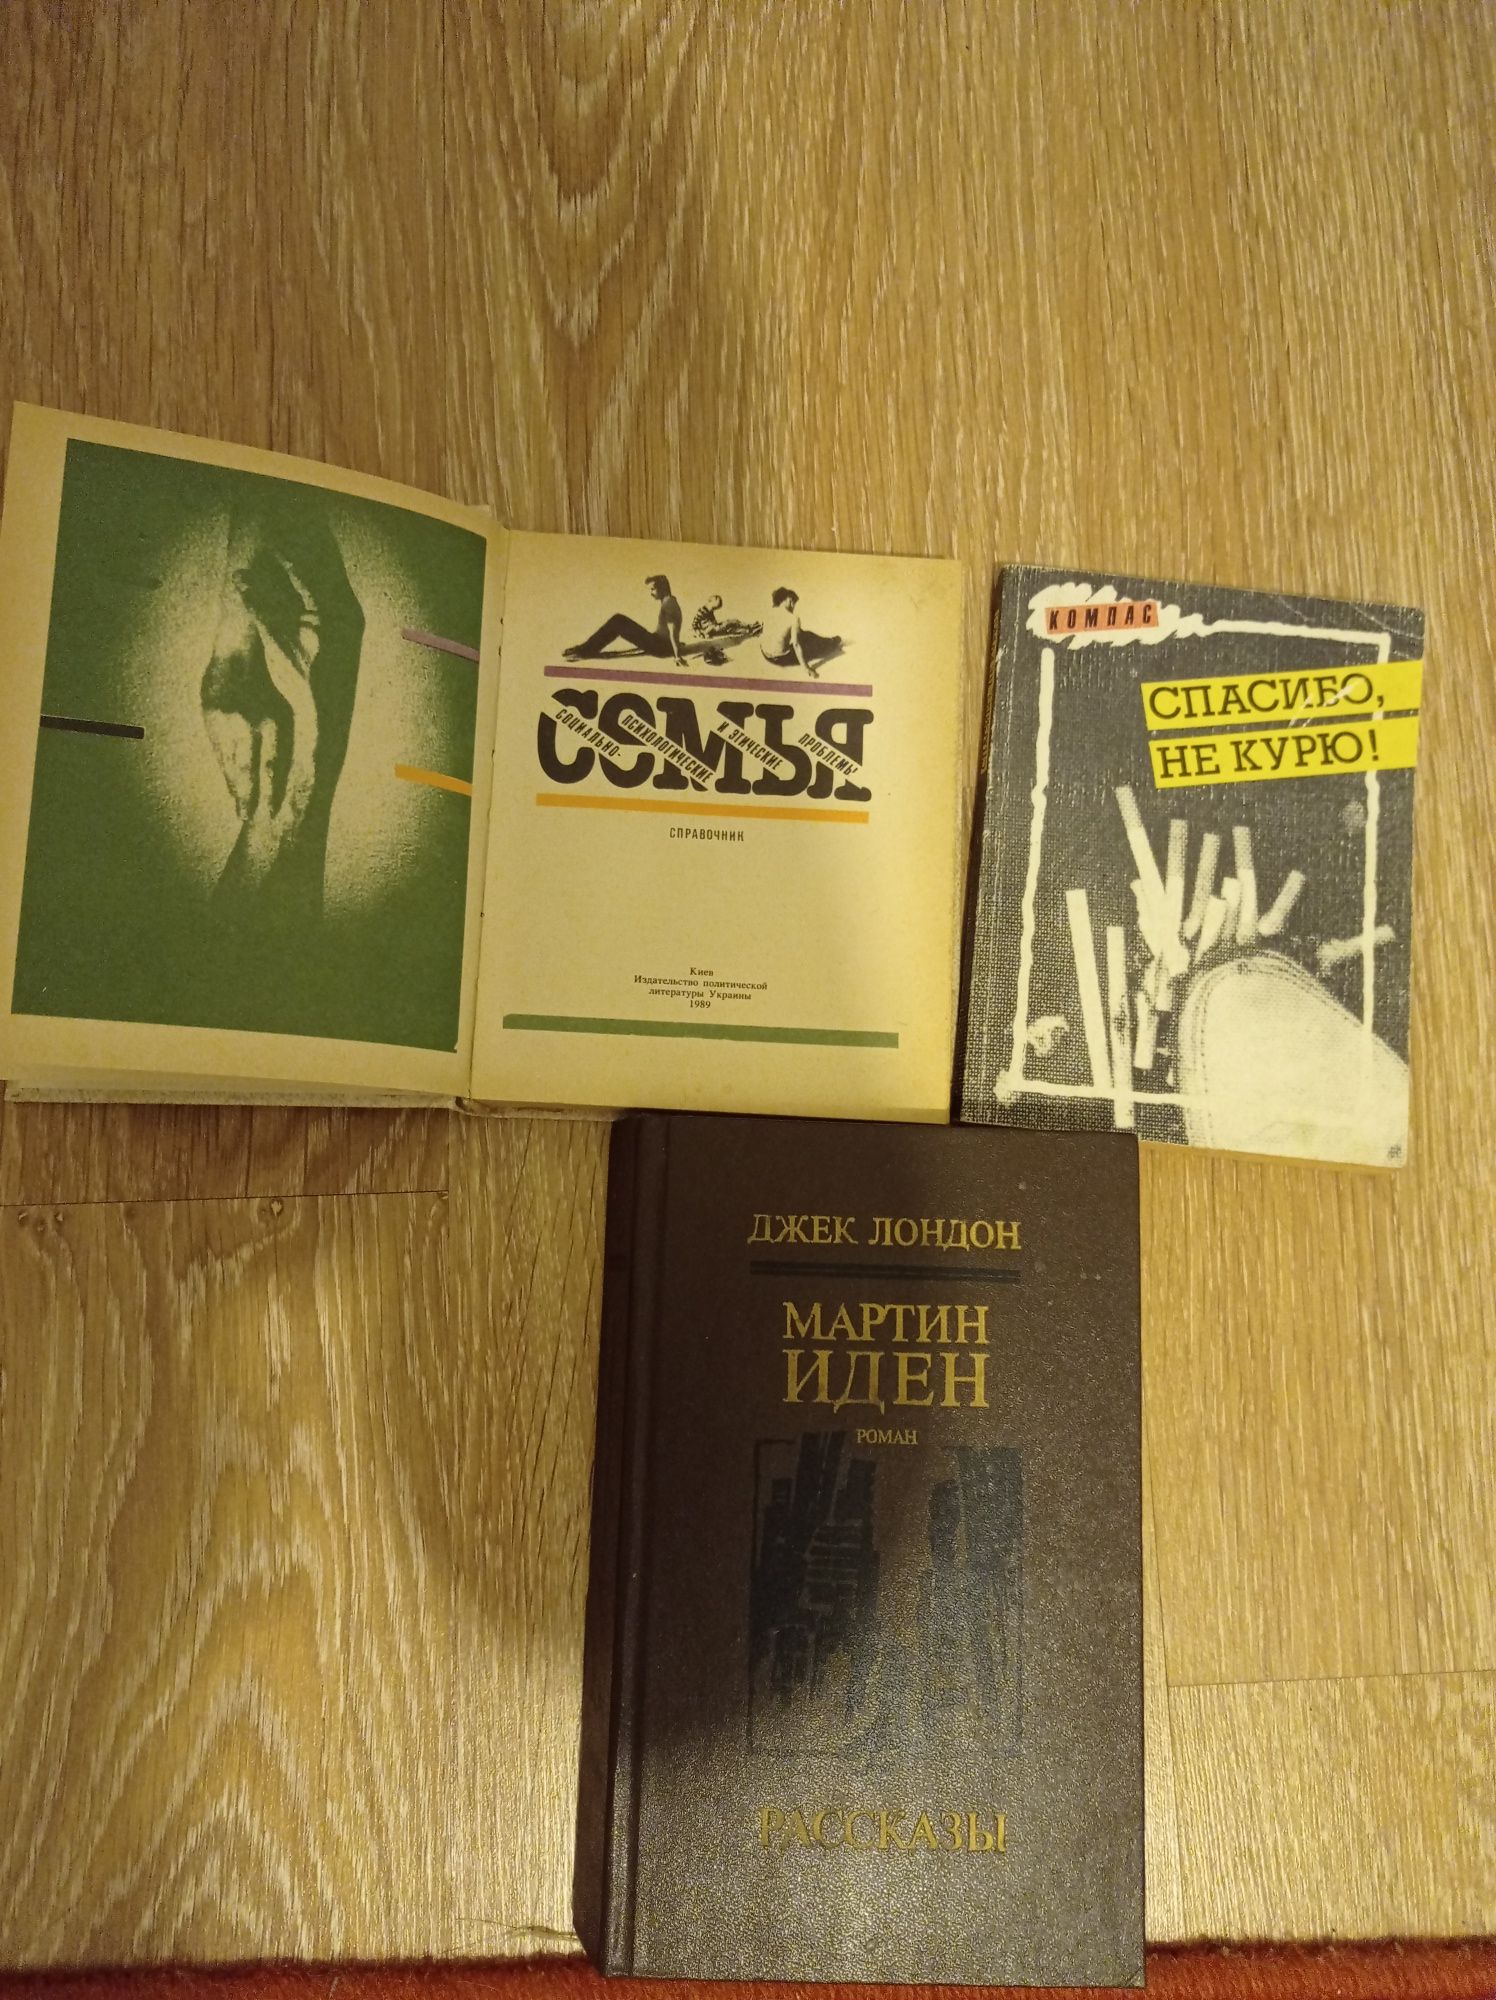 СЕМЬЯ
СОЦИАЛЬНО-
ПСИХОЛОГИЧЕСКИЕ
И ЭТИЧЕСКИЕ
ПРОБЛЕМЫ
СПРАВОЧНИК
Киев
Издательство политической
литературы Украины
1989
КОМПАС
СПАСИБО,
НЕ КУРЮ!
ДЖЕК ЛОНДОН
МАРТИН
ИДЕН
РОМАН
РАССКАЗЫ